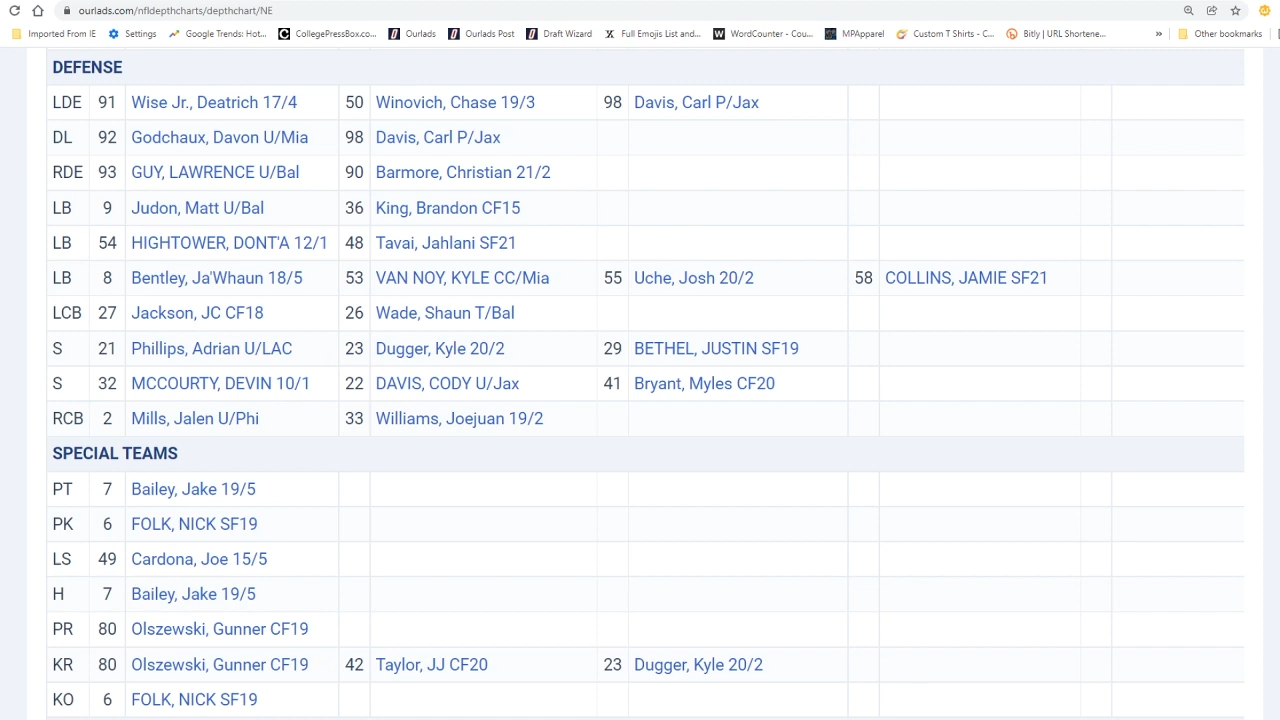 ourlads.com/nfldepthcharts/depthchart/NE
Imported From IE Settings Google Trends: Hot... CollegePressBox.co... Ourlads Ourlads Post Draft Wizard Full Emojis List and... WordCounter - Cou... MPApparel Custom T Shirts - C... Bitly | URL Shortene... » Other bookmarks
DEFENSE
LDE 91 Wise Jr., Deatrich 17/4 50 Winovich, Chase 19/3 98 Davis, Carl P/Jax
DL 92 Godchaux, Davon U/Mia 98 Davis, Carl P/Jax
RDE 93 GUY, LAWRENCE U/Bal 90 Barmore, Christian 21/2
LB 9 Judon, Matt U/Bal 36 King, Brandon CF15
LB 54 HIGHTOWER, DONT'A 12/1 48 Tavai, Jahlani SF21
LB 8 Bentley, Ja'Whaun 18/5 53 VAN NOY, KYLE CC/Mia 55 Uche, Josh 20/2 58 COLLINS, JAMIE SF21
LCB 27 Jackson, JC CF18 26 Wade, Shaun T/Bal
S 21 Phillips, Adrian U/LAC 23 Dugger, Kyle 20/2 29 BETHEL, JUSTIN SF19
S 32 MCCOURTY, DEVIN 10/1 22 DAVIS, CODY U/Jax 41 Bryant, Myles CF20
RCB 2 Mills, Jalen U/Phi 33 Williams, Joejuan 19/2
SPECIAL TEAMS
PT 7 Bailey, Jake 19/5
PK 6 FOLK, NICK SF19
LS 49 Cardona, Joe 15/5
H 7 Bailey, Jake 19/5
PR 80 Olszewski, Gunner CF19
KR 80 Olszewski, Gunner CF19 42 Taylor, JJ CF20 23 Dugger, Kyle 20/2
KO 6 FOLK, NICK SF19